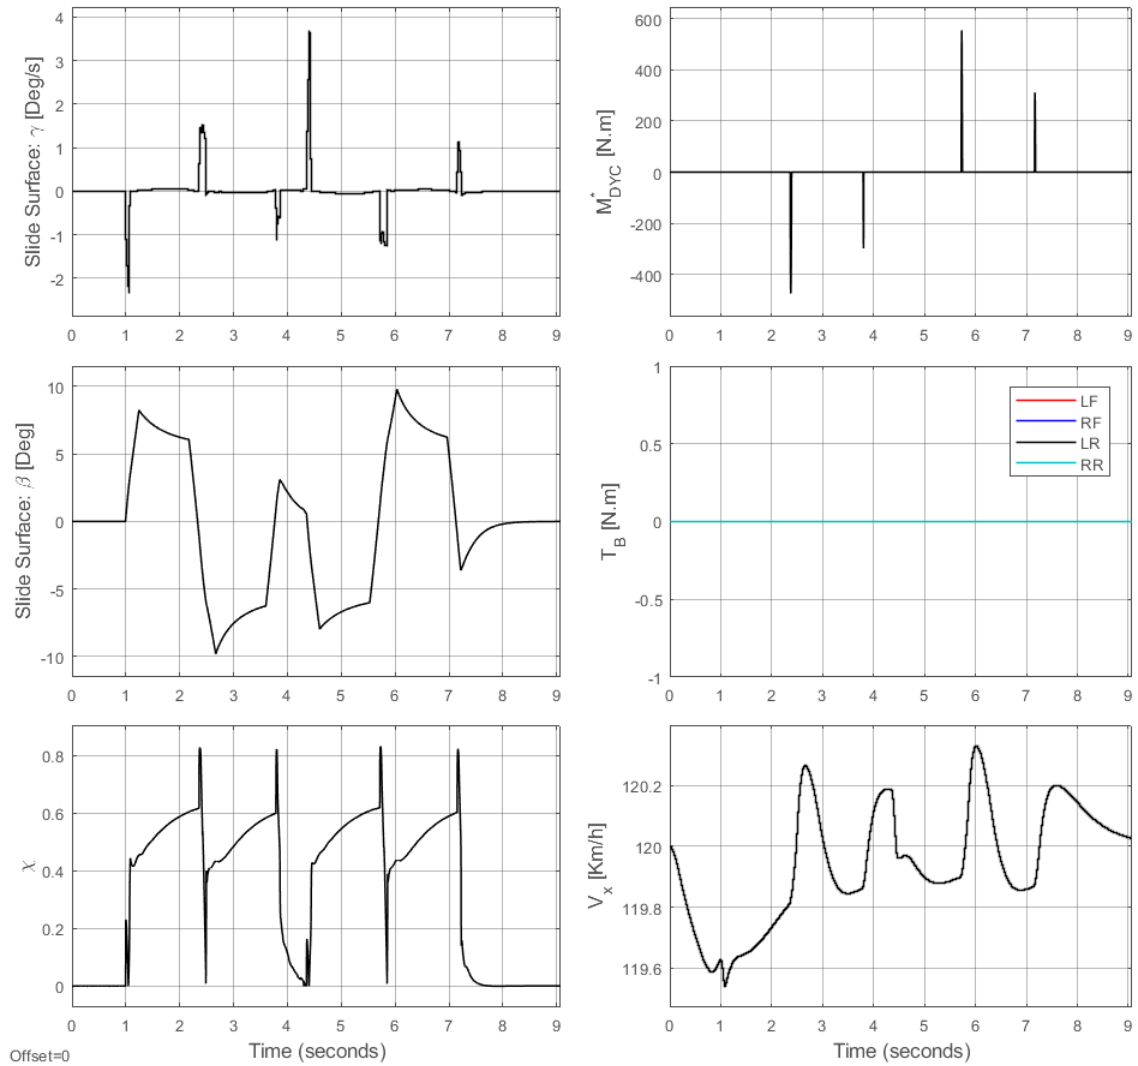 Slide Surface: γ [Deg/s]
4
3
2
1
0
-1
-2
0 1 2 3 4 5 6 7 8 9
M*DYC [N.m]
600
400
200
0
-200
-400
0 1 2 3 4 5 6 7 8 9
Slide Surface: β [Deg]
10
5
0
-5
-10
0 1 2 3 4 5 6 7 8 9
T_B [N.m]
1
0.5
0
-0.5
-1
LF
RF
LR
RR
0 1 2 3 4 5 6 7 8 9
χ
0.8
0.6
0.4
0.2
0
0 1 2 3 4 5 6 7 8 9
Time (seconds)
Offset=0
V_x [Km/h]
120.2
120
119.8
119.6
0 1 2 3 4 5 6 7 8 9
Time (seconds)